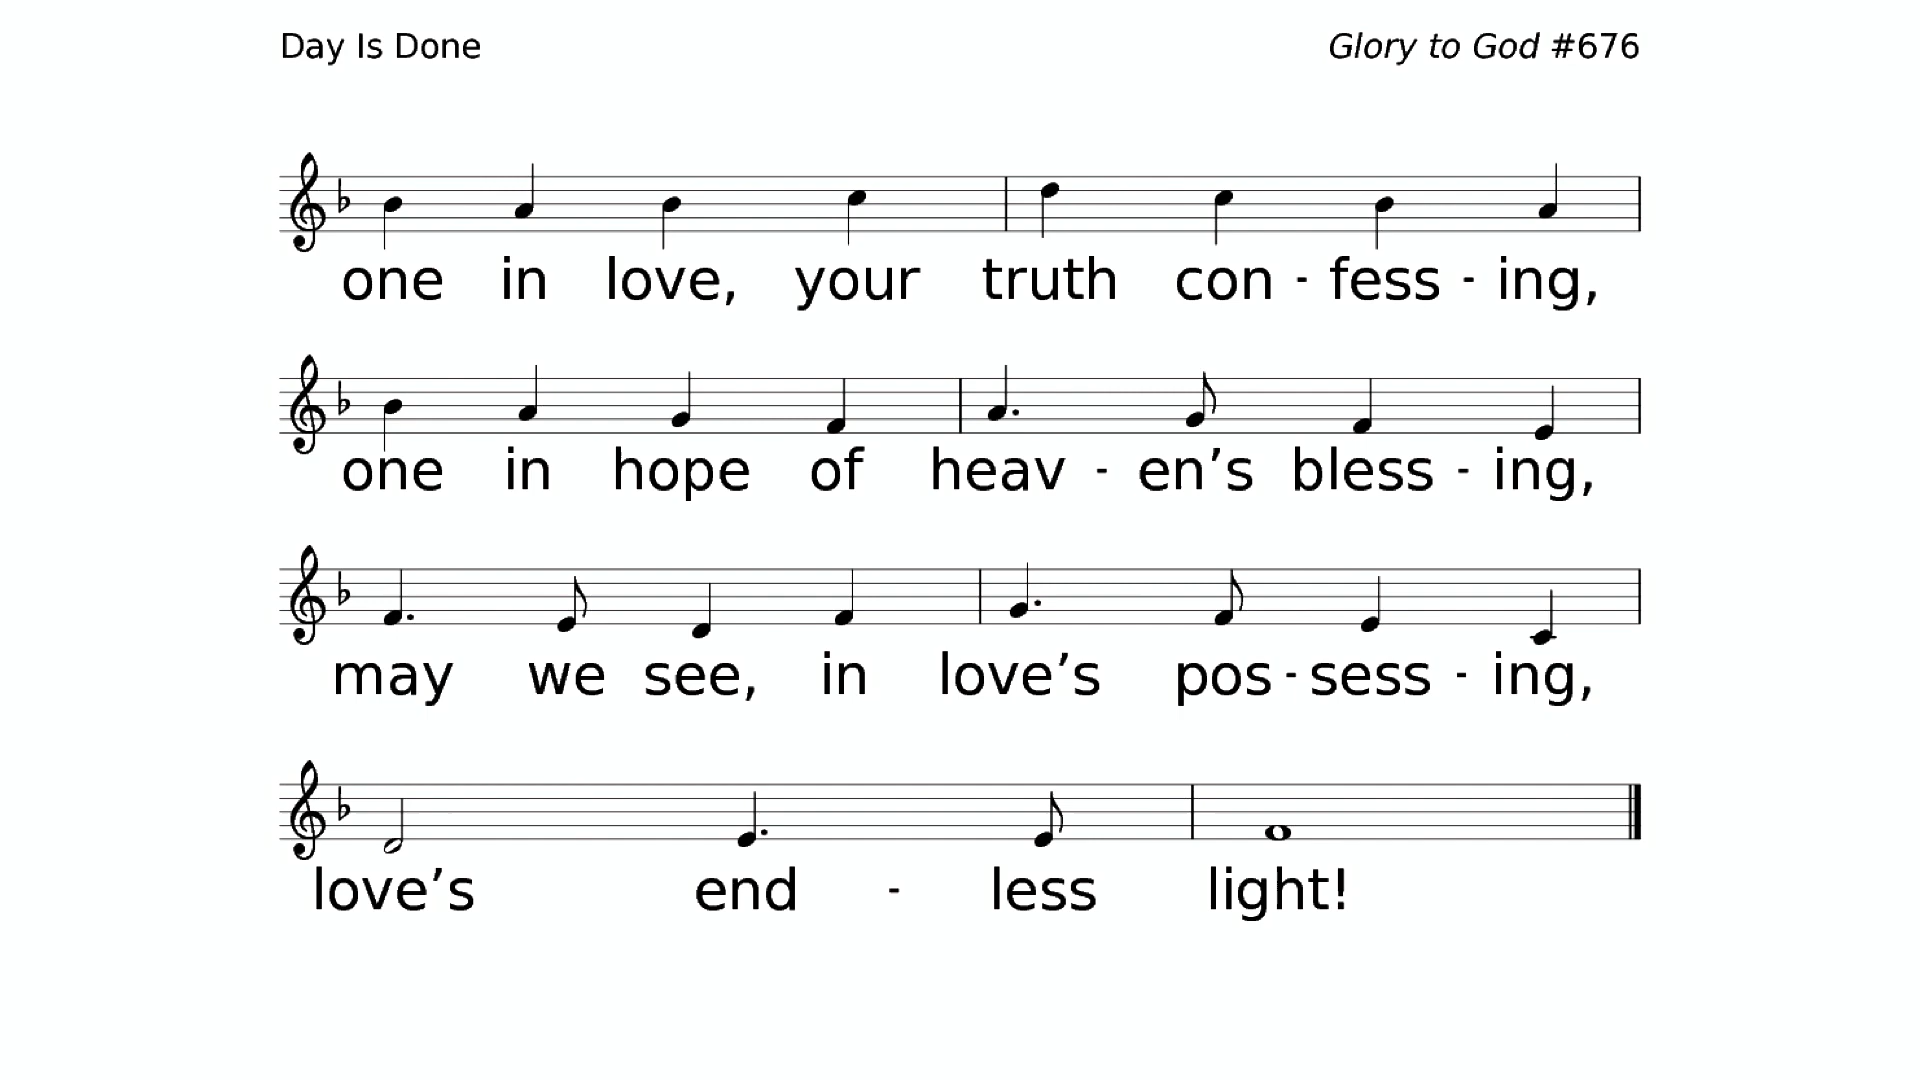 Day Is Done
Glory to God #676
one in love, your truth con - fess - ing,
one in hope of heav - en’s bless - ing,
may we see, in love’s pos - sess - ing,
love’s end - less light!